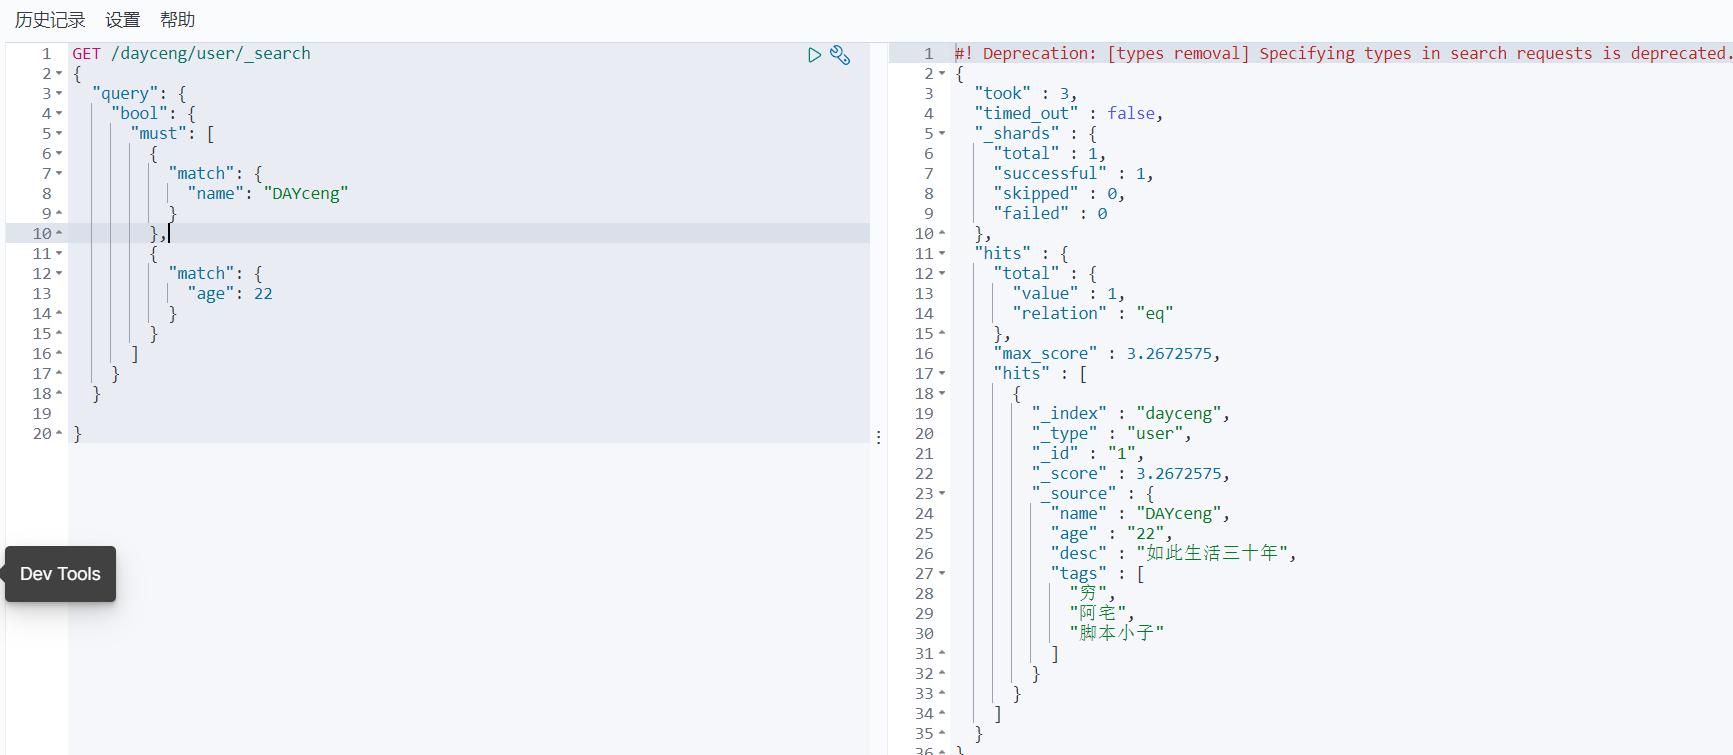 历史记录 设置 帮助
1 GET /dayceng/user/_search
2 {
3 "query": {
4 "bool": {
5 "must": [
6 {
7 "match": {
8 "name": "DAYceng"
9 }
10 },
11 {
12 "match": {
13 "age": 22
14 }
15 }
16 ]
17 }
18 }
19
20 }
Dev Tools
1 #! Deprecation: [types removal] Specifying types in search requests is deprecated.
2 {
3 "took" : 3,
4 "timed_out" : false,
5 "_shards" : {
6 "total" : 1,
7 "successful" : 1,
8 "skipped" : 0,
9 "failed" : 0
10 },
11 "hits" : {
12 "total" : {
13 "value" : 1,
14 "relation" : "eq"
15 },
16 "max_score" : 3.2672575,
17 "hits" : [
18 {
19 "_index" : "dayceng",
20 "_type" : "user",
21 "_id" : "1",
22 "_score" : 3.2672575,
23 "_source" : {
24 "name" : "DAYceng",
25 "age" : "22",
26 "desc" : "如此生活三十年",
27 "tags" : [
28 "穷",
29 "阿宅",
30 "脚本小子"
31 ]
32 }
33 }
34 ]
35 }
36 }